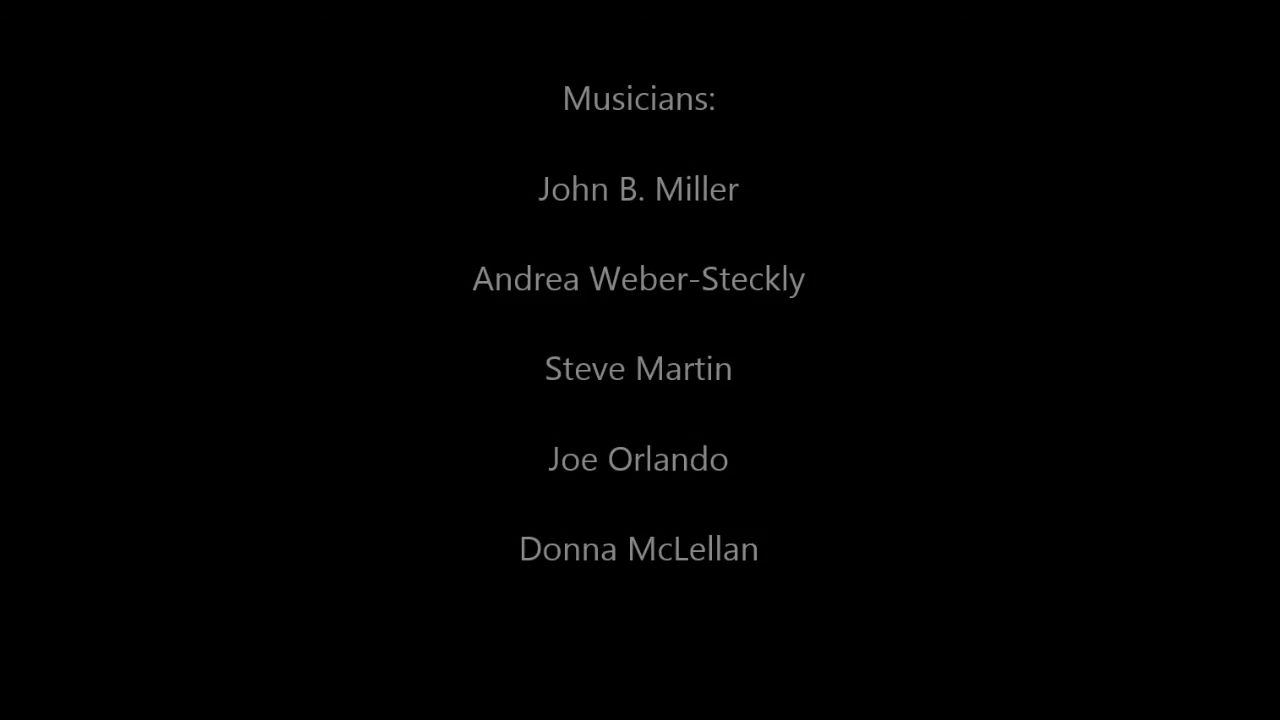 Musicians:
John B. Miller
Andrea Weber-Steckly
Steve Martin
Joe Orlando
Donna McLellan